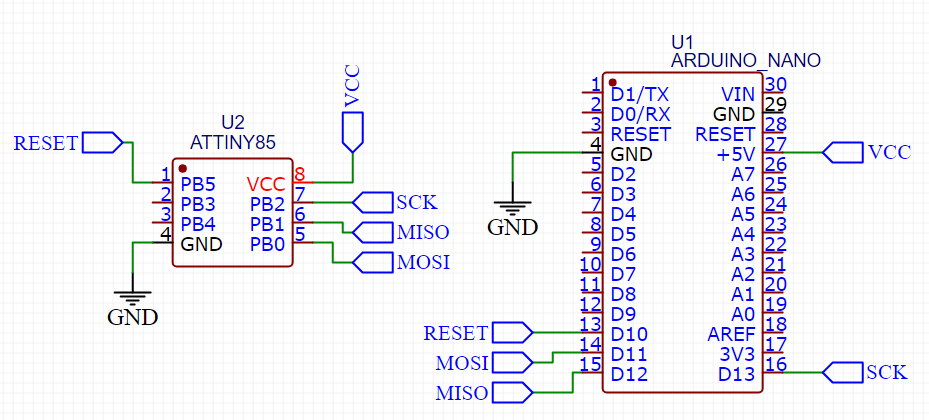 U1
ARDUINO_NANO
VCC
U2
ATTINY85
RESET
1 PB5 VCC 8
2 PB3 PB2 7 SCK
3 PB4 PB1 6 MISO
4 GND PB0 5 MOSI
GND
1 D1/TX VIN 30
2 D0/RX GND 29
3 RESET RESET 28
4 GND +5V 27 VCC
5 D2 A7 26
6 D3 A6 25
7 D4 A5 24
8 D5 A4 23
9 D6 A3 22
10 D7 A2 21
11 D8 A1 20
12 D9 A0 19
RESET 13 D10 AREF 18
MOSI 14 D11 3V3 17
MISO 15 D12 D13 16 SCK
GND